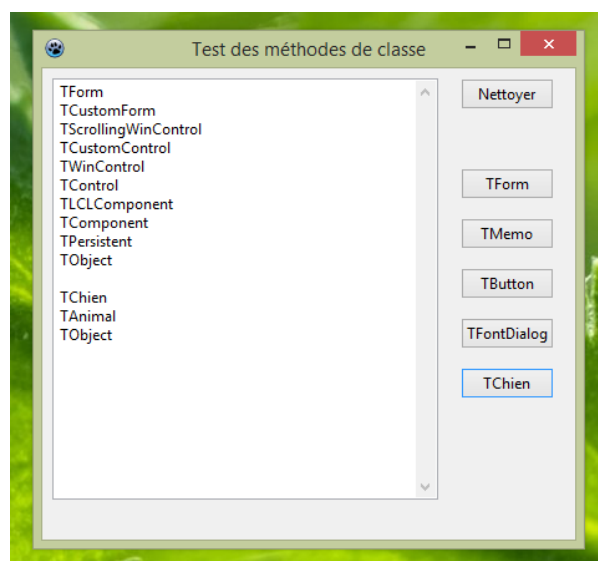 Test des méthodes de classe
TForm
TCustomForm
TScrollingWinControl
TCustomControl
TWinControl
TControl
TLCLComponent
TComponent
TPersistent
TObject
TChien
TAnimal
TObject
Nettoyer
TForm
TMemo
TButton
TFontDialog
TChien